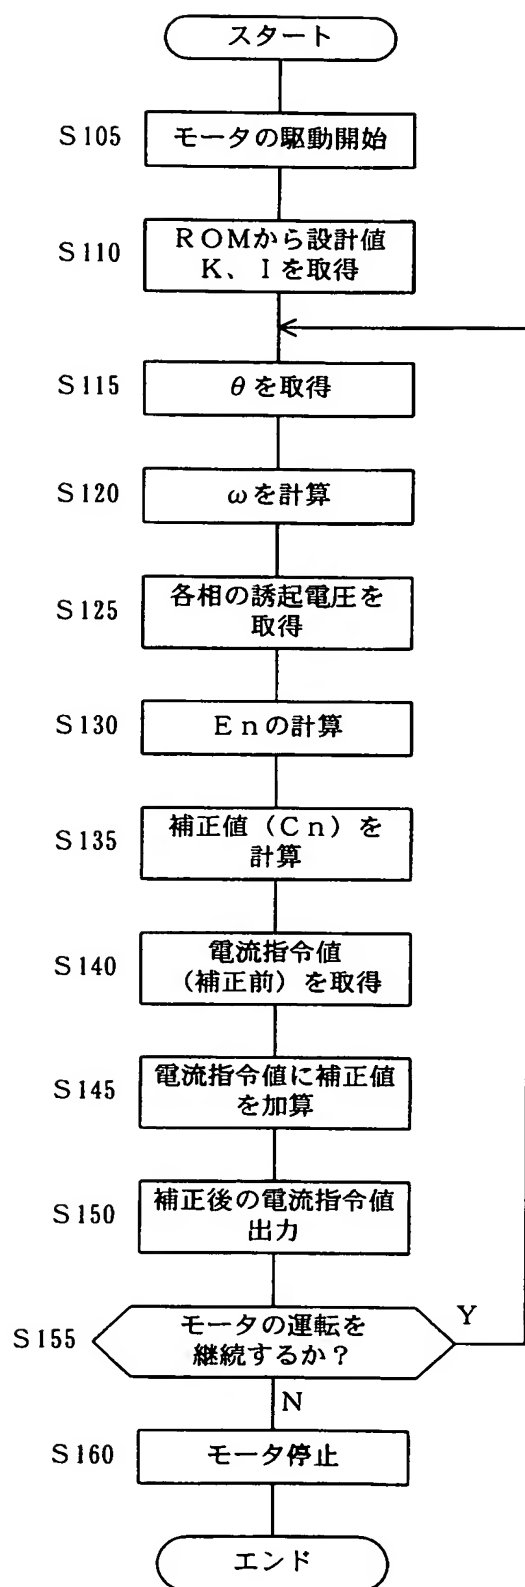 スタート
S105
モータの駆動開始
S110
ROMから設計値
K、Iを取得
S115
θを取得
S120
ωを計算
S125
各相の誘起電圧を
取得
S130
Enの計算
S135
補正値（Cn）を
計算
S140
電流指令値
（補正前）を取得
S145
電流指令値に補正値
を加算
S150
補正後の電流指令値
出力
S155
モータの運転を
継続するか？
Y
N
S160
モータ停止
エンド